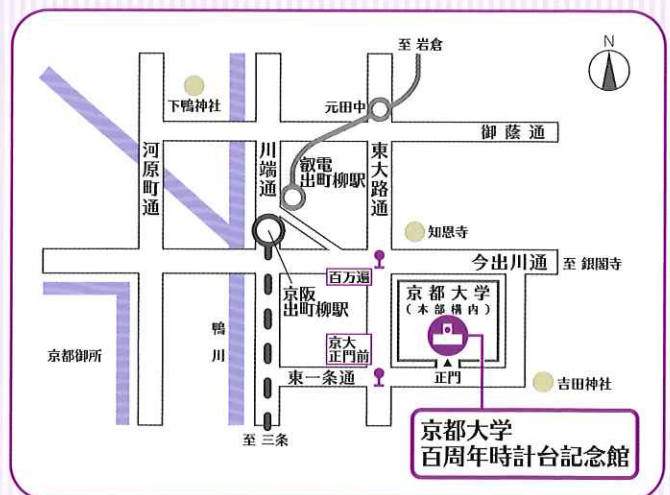 至 岩倉
N
下鴨神社
元田中
御蔭通
河原町通
川端通
叡電
出町柳駅
東大路通
知恩寺
今出川通
至 銀閣寺
百万遍
京阪
出町柳駅
京都大学
(本部構内)
鴨川
京都御所
京大
正門前
東一条通
正門
吉田神社
至 三条
京都大学
百周年時計台記念館